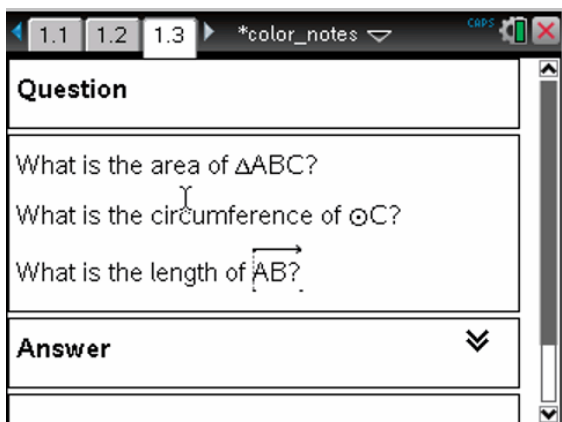 1.1 1.2 1.3 *color_notes CAPS
Question
What is the area of ΔABC?
What is the circumference of ⊙C?
What is the length of AB?
Answer